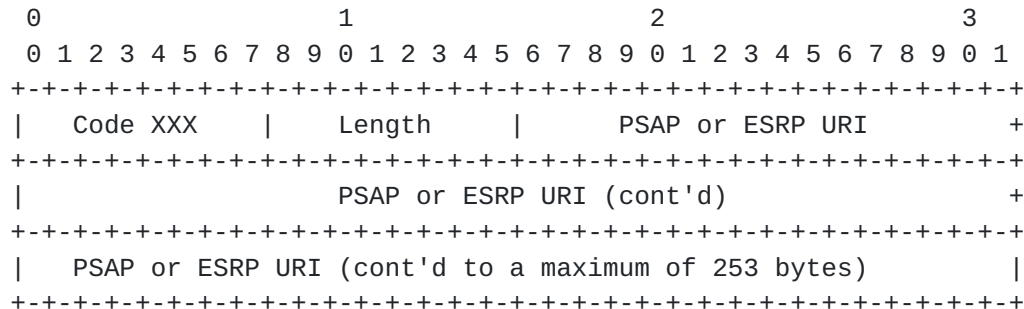 0                   1                   2                   3
 0 1 2 3 4 5 6 7 8 9 0 1 2 3 4 5 6 7 8 9 0 1 2 3 4 5 6 7 8 9 0 1
+-+-+-+-+-+-+-+-+-+-+-+-+-+-+-+-+-+-+-+-+-+-+-+-+-+-+-+-+-+-+-+-+
|   Code XXX    |    Length     |      PSAP or ESRP URI         +
+-+-+-+-+-+-+-+-+-+-+-+-+-+-+-+-+-+-+-+-+-+-+-+-+-+-+-+-+-+-+-+-+
|                    PSAP or ESRP URI (cont'd)                  +
+-+-+-+-+-+-+-+-+-+-+-+-+-+-+-+-+-+-+-+-+-+-+-+-+-+-+-+-+-+-+-+-+
|   PSAP or ESRP URI (cont'd to a maximum of 253 bytes)         |
+-+-+-+-+-+-+-+-+-+-+-+-+-+-+-+-+-+-+-+-+-+-+-+-+-+-+-+-+-+-+-+-+